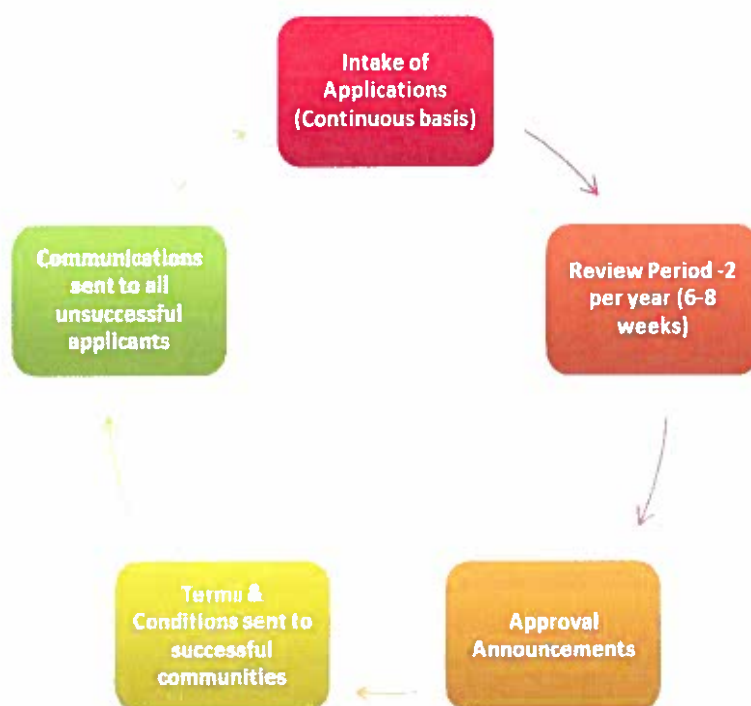 Intake of
Applications
(Continuous basis)
Review Period -2
per year (6-8
weeks)
Approval
Announcements
Terms &
Conditions sent to
successful
communities
Communications
sent to all
unsuccessful
applicants